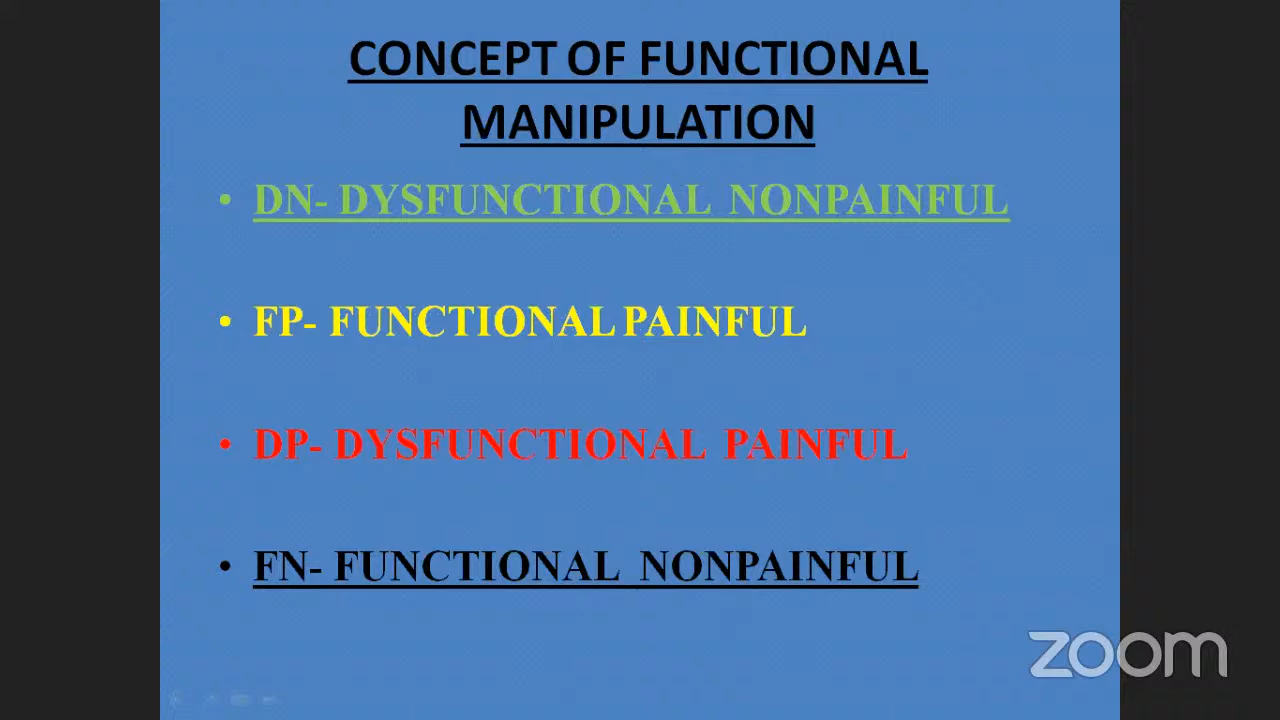 CONCEPT OF FUNCTIONAL
MANIPULATION
• DN- DYSFUNCTIONAL NONPAINFUL
• FP- FUNCTIONAL PAINFUL
• DP- DYSFUNCTIONAL PAINFUL
• FN- FUNCTIONAL NONPAINFUL
zoom